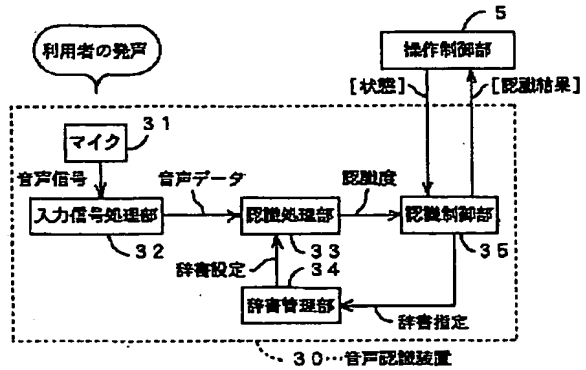 5
利用者の発声
操作制御部
[状態]
[認識結果]
31
マイク
音声信号
音声データ
認識度
入力信号処理部
認識処理部
認識制御部
32
33
35
辞書設定
34
辞書管理部
辞書指定
30…音声認識装置